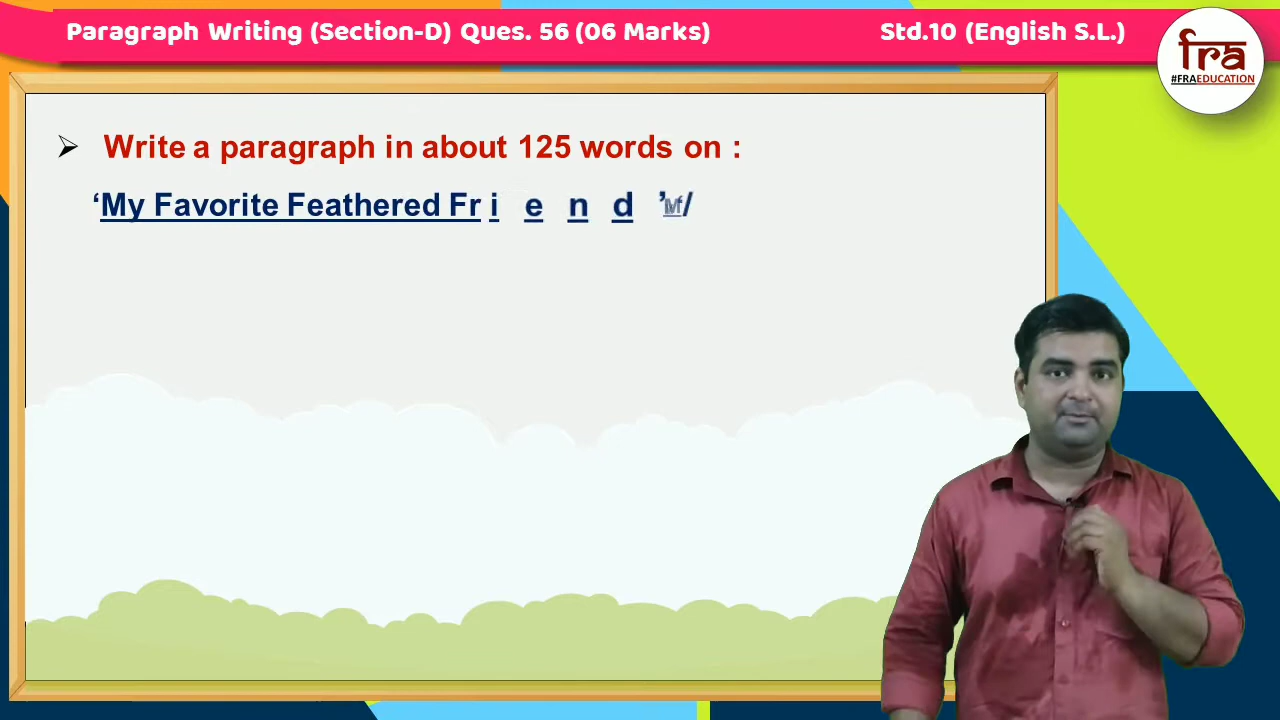 Paragraph Writing (Section-D) Ques. 56 (06 Marks)
Std.10 (English S.L.)
fra
#FRAEDUCATION
➢ Write a paragraph in about 125 words on :
‘My Favorite Feathered Friend’ /